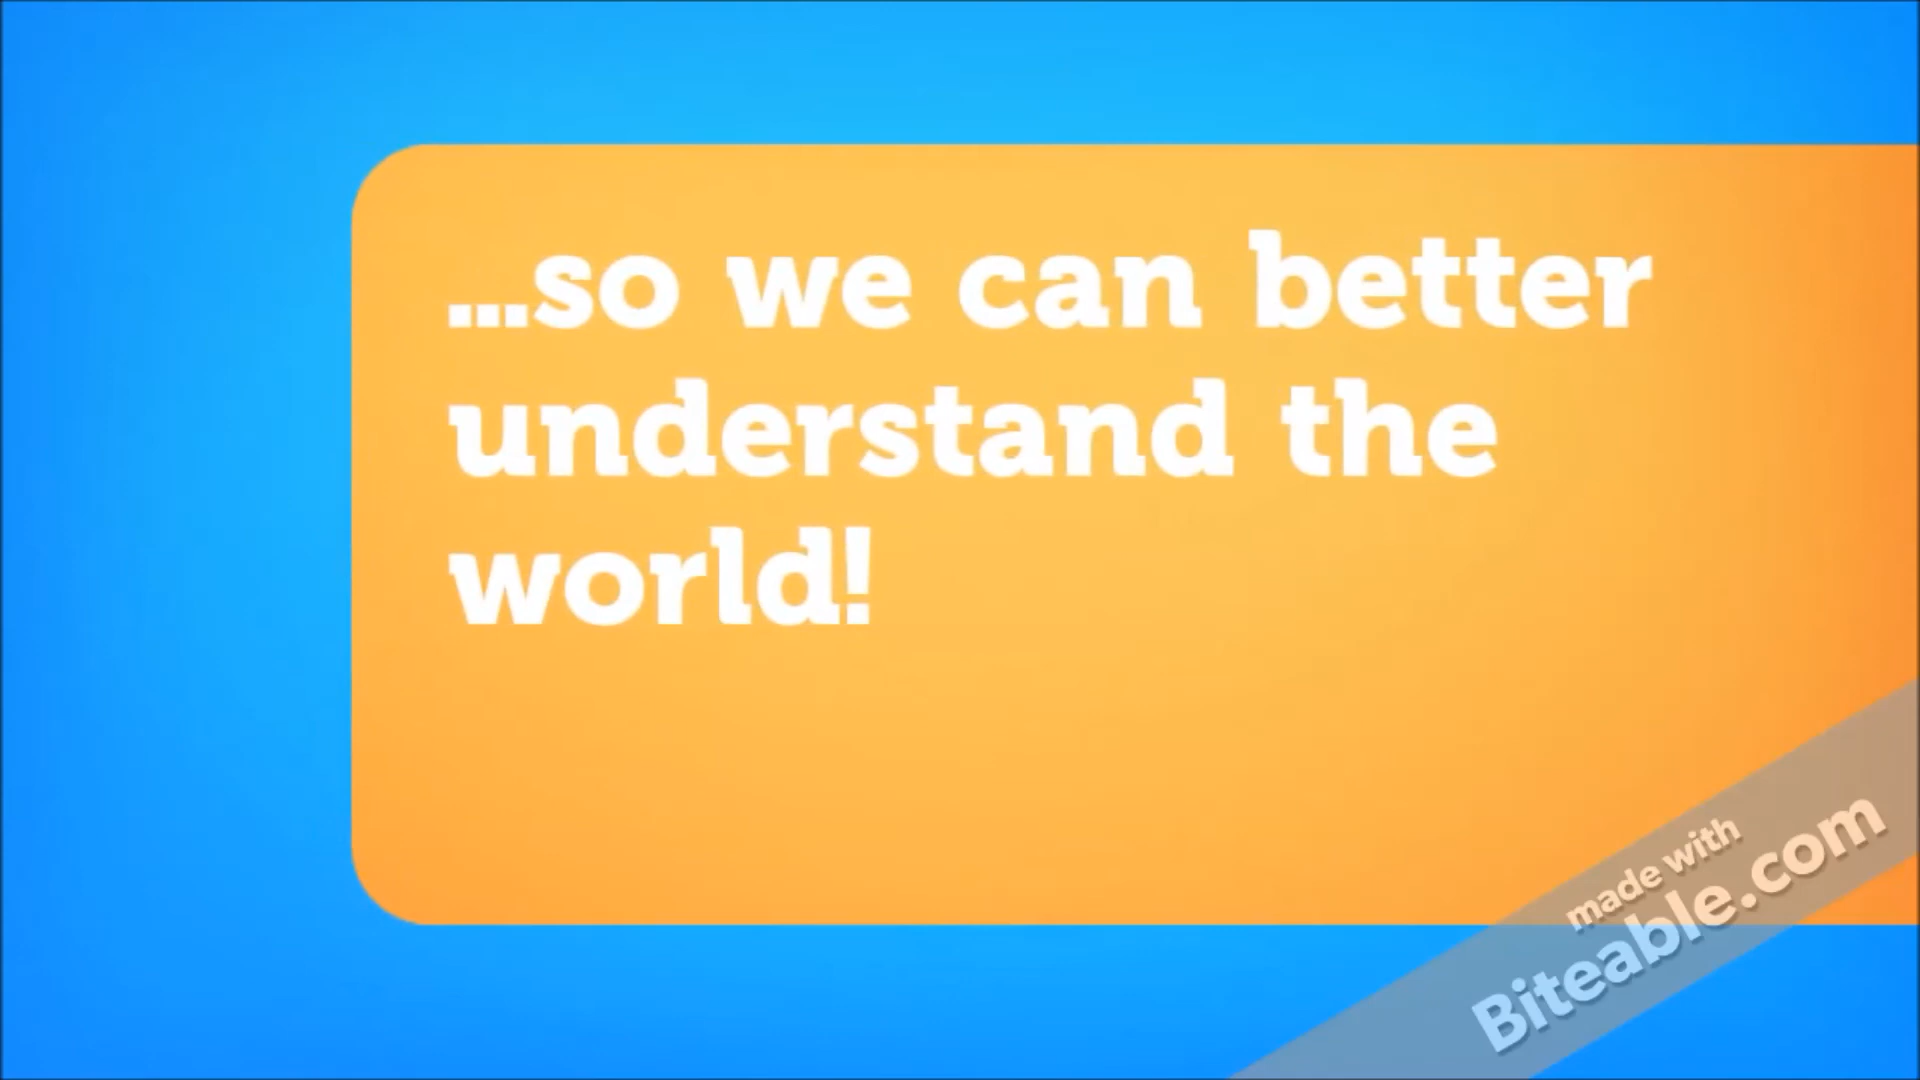 ...so we can better
understand the
world!
made with
Biteable.com